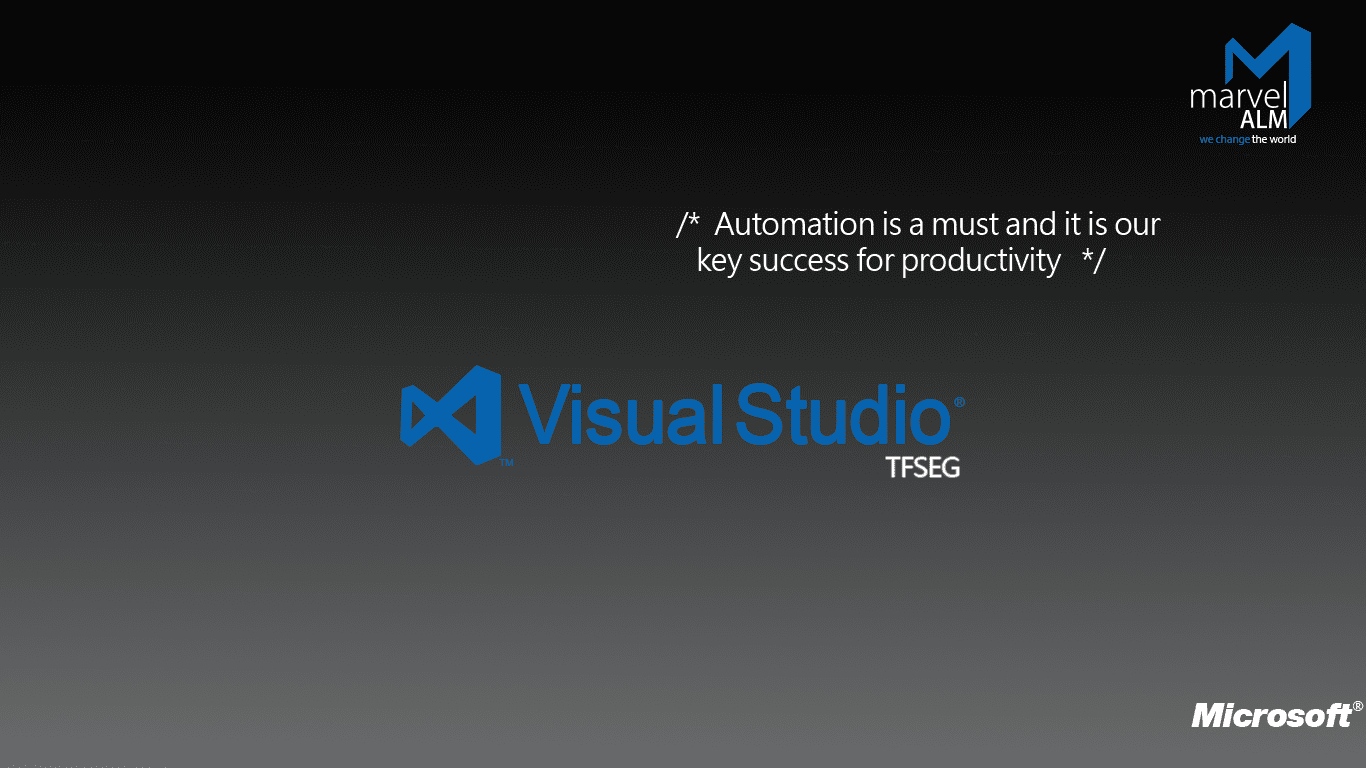 marvel
ALM
we change the world
/* Automation is a must and it is our
key success for productivity */
Visual Studio®
TM
TFSEG
Microsoft®